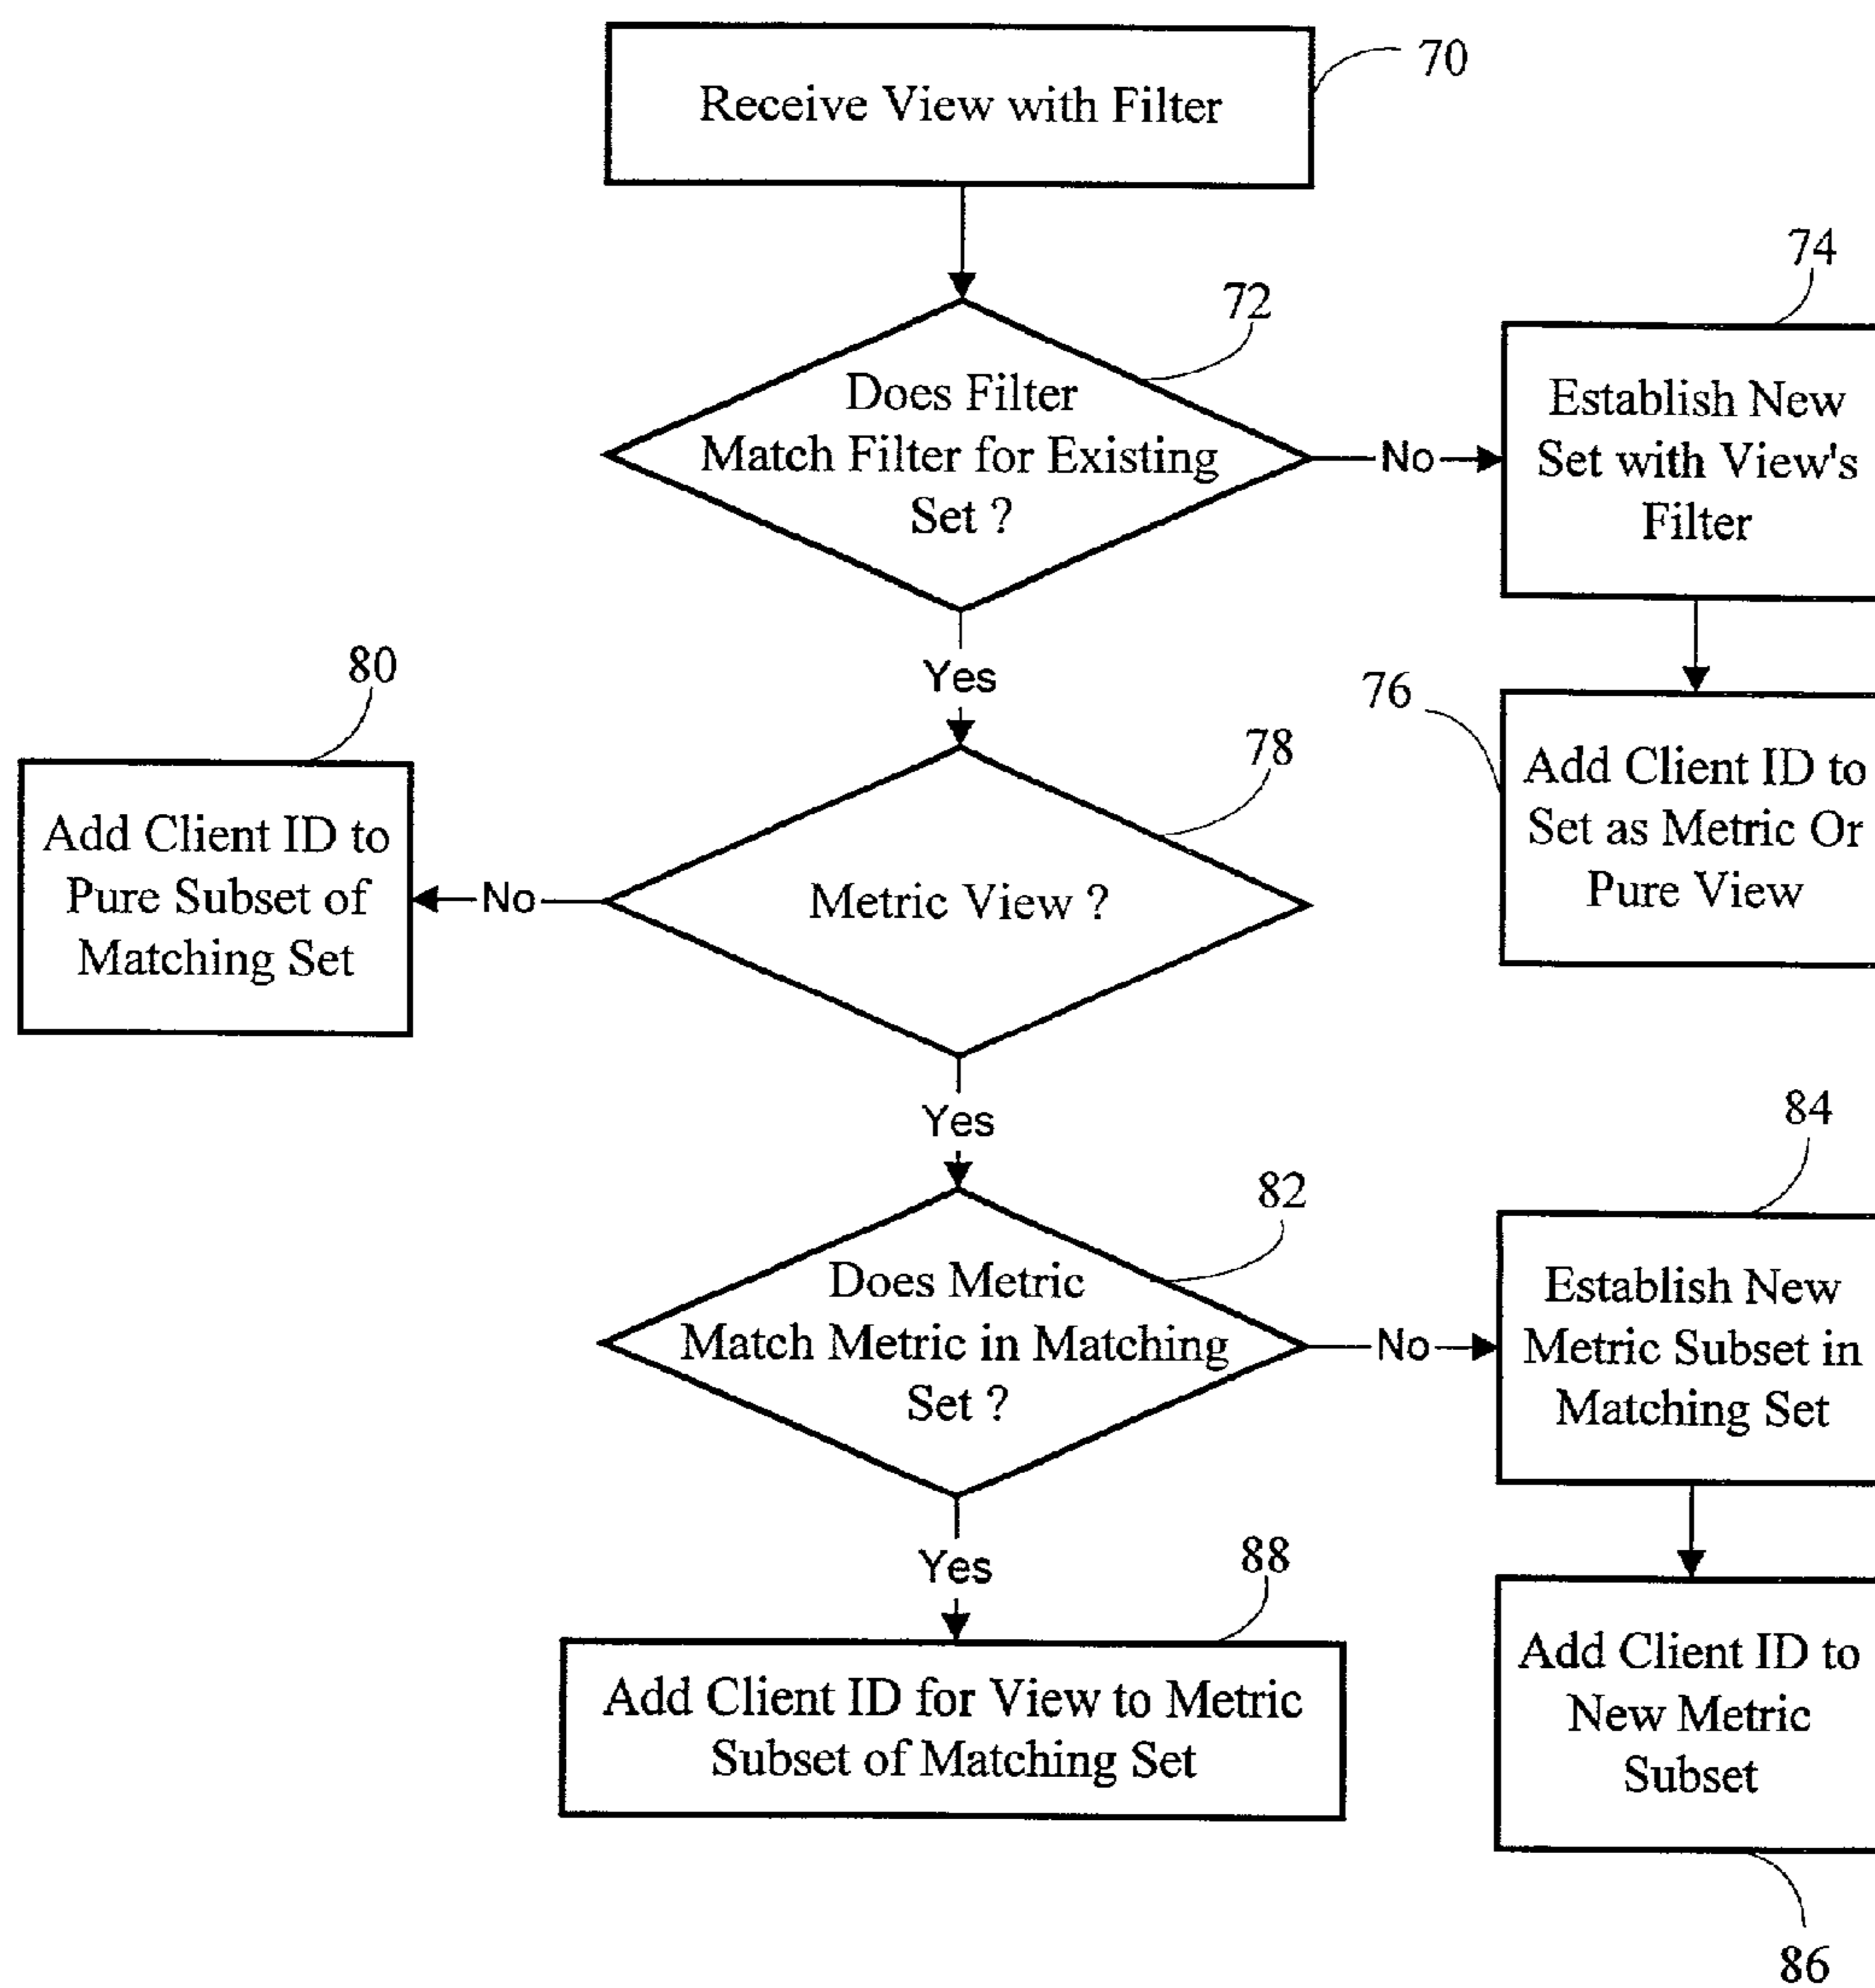 70
Receive View with Filter
72
Does Filter
Match Filter for Existing
Set ?
No
74
Establish New
Set with View's
Filter
Yes
76
Add Client ID to
Set as Metric Or
Pure View
78
Metric View ?
No
80
Add Client ID to
Pure Subset of
Matching Set
Yes
82
Does Metric
Match Metric in Matching
Set ?
No
84
Establish New
Metric Subset in
Matching Set
Yes
88
Add Client ID for View to Metric
Subset of Matching Set
Add Client ID to
New Metric
Subset
86